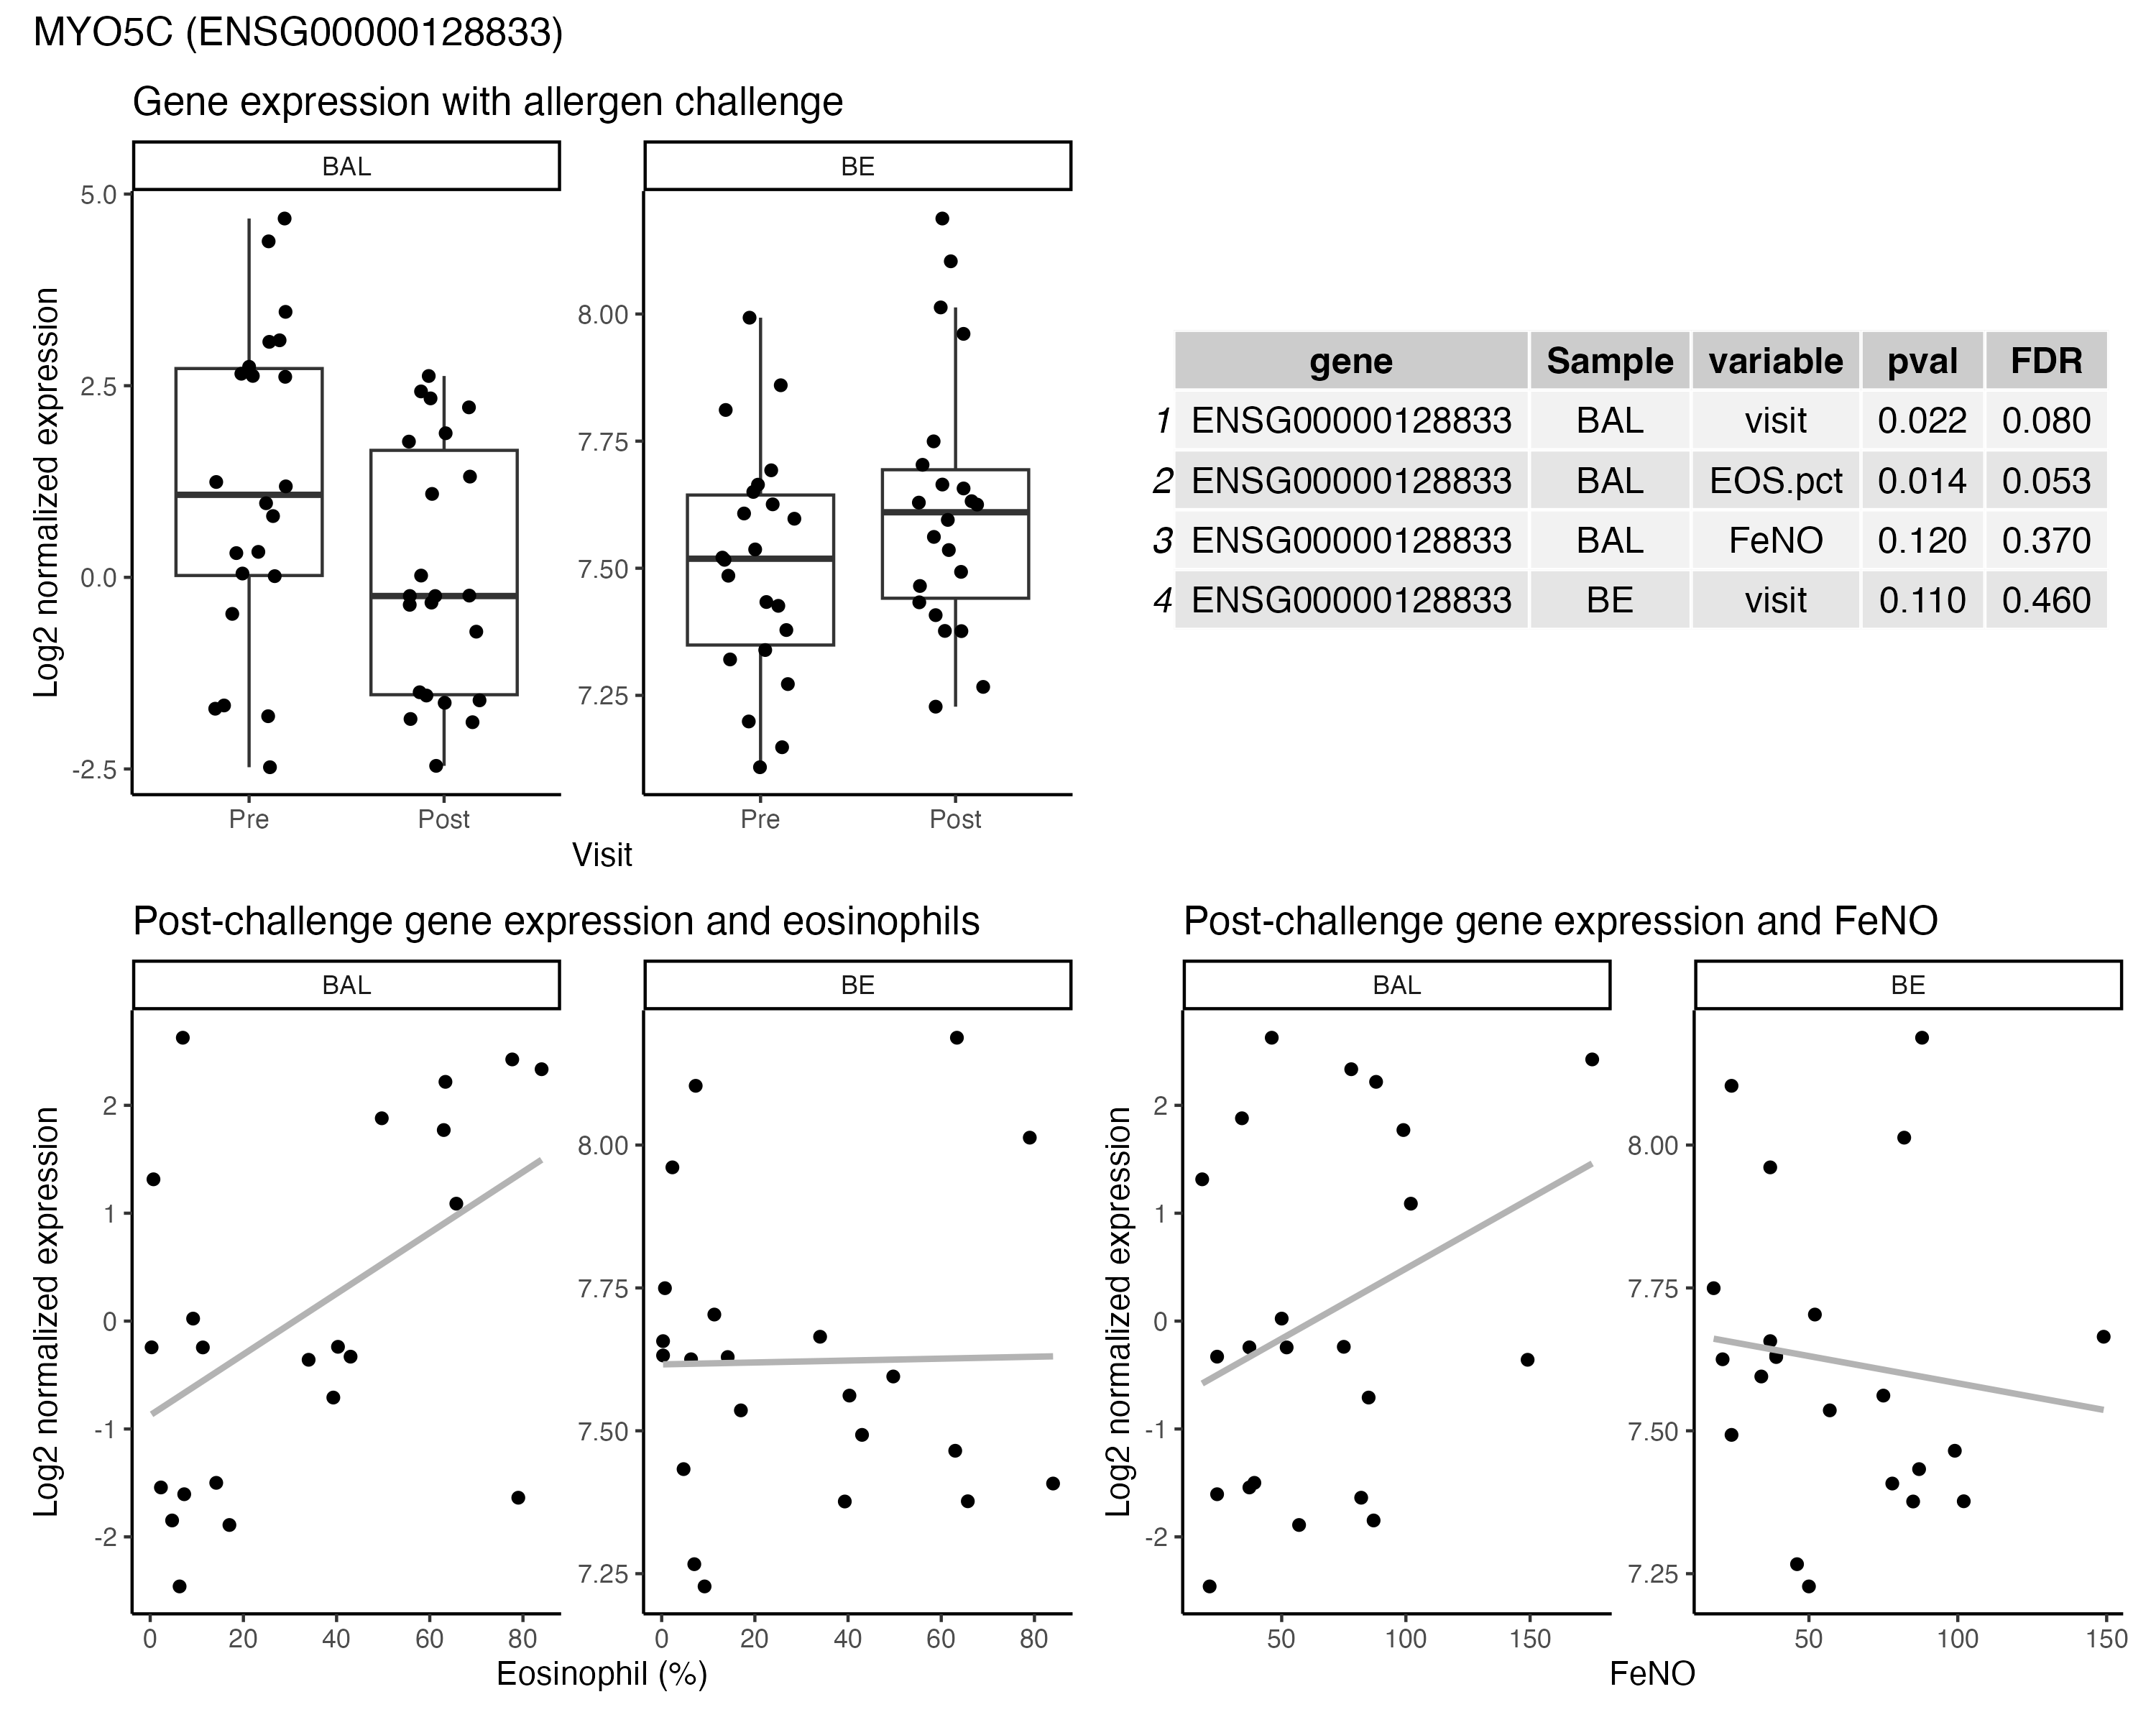 MYO5C (ENSG00000128833)
Gene expression with allergen challenge
BAL
BE
Log2 normalized expression
5.0
2.5
0.0
-2.5
8.00
7.75
7.50
7.25
Pre
Post
Pre
Post
Visit
gene Sample variable pval FDR
1 ENSG00000128833 BAL visit 0.022 0.080
2 ENSG00000128833 BAL EOS.pct 0.014 0.053
3 ENSG00000128833 BAL FeNO 0.120 0.370
4 ENSG00000128833 BE visit 0.110 0.460
Post-challenge gene expression and eosinophils
BAL
BE
Log2 normalized expression
2
1
0
-1
-2
8.00
7.75
7.50
7.25
0 20 40 60 80
0 20 40 60 80
Eosinophil (%)
Post-challenge gene expression and FeNO
BAL
BE
Log2 normalized expression
2
1
0
-1
-2
8.00
7.75
7.50
7.25
50 100 150
50 100 150
FeNO